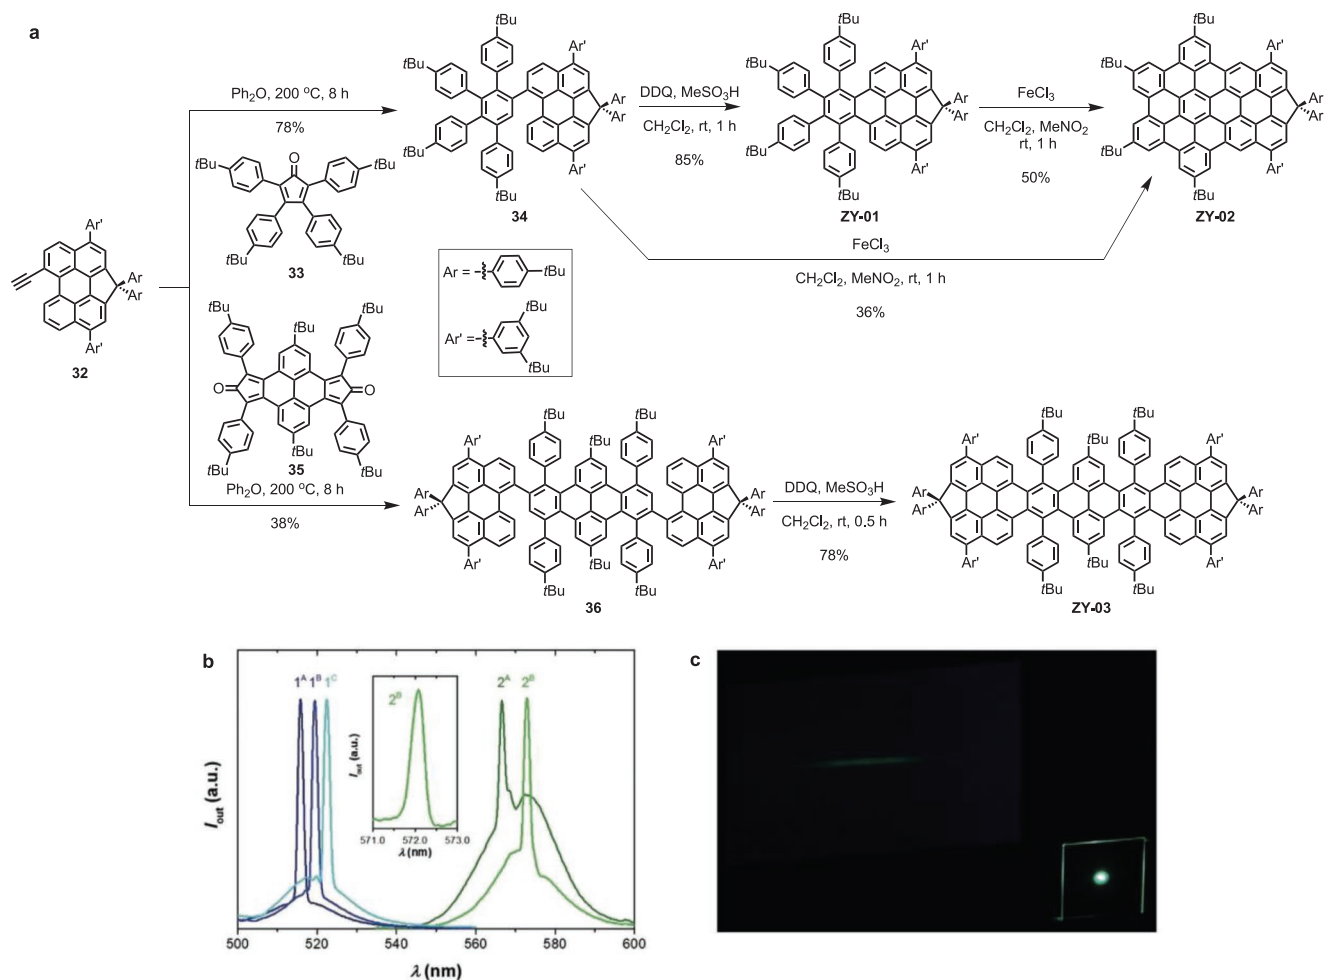 a
Ph2O, 200 °C, 8 h
78%
33
34
DDQ, MeSO3H
CH2Cl2, rt, 1 h
85%
ZY-01
FeCl3
CH2Cl2, MeNO2
rt, 1 h
50%
ZY-02
FeCl3
CH2Cl2, MeNO2, rt, 1 h
36%
Ar =
tBu
Ar' =
tBu
tBu
Ar'
Ar
Ar
Ar'
32
35
Ph2O, 200 °C, 8 h
38%
36
DDQ, MeSO3H
CH2Cl2, rt, 0.5 h
78%
ZY-03
b
1A 1B 1C
2A 2B
2B
Iout (a.u.)
571.0 572.0 573.0
λ (nm)
Iout (a.u.)
500 520 540 560 580 600
λ (nm)
c